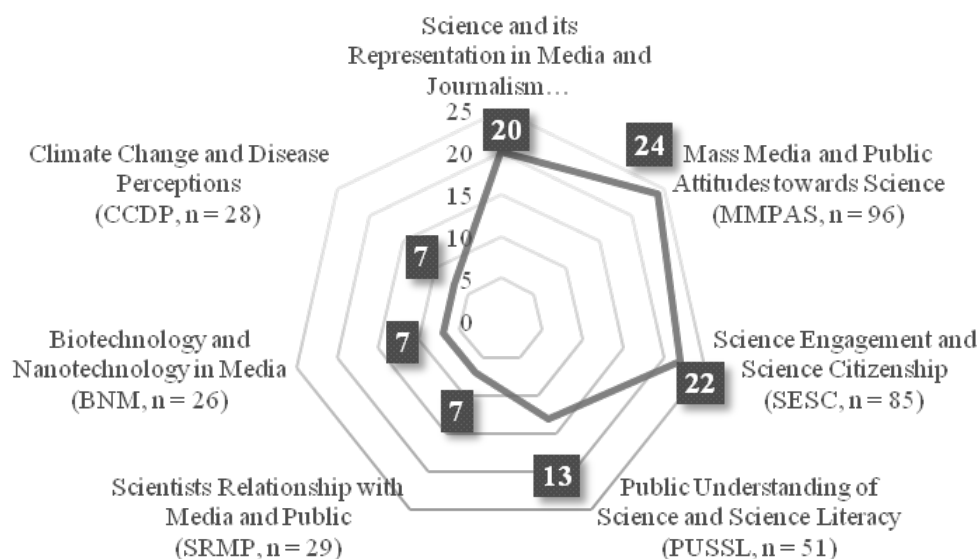 Science and its
Representation in Media and
Journalism…
25
20
15
10
5
0
20
24
22
13
7
7
7
Mass Media and Public
Attitudes towards Science
(MMPAS, n = 96)
Science Engagement and
Science Citizenship
(SESC, n = 85)
Public Understanding of
Science and Science Literacy
(PUSSL, n = 51)
Scientists Relationship with
Media and Public
(SRMP, n = 29)
Biotechnology and
Nanotechnology in Media
(BNM, n = 26)
Climate Change and Disease
Perceptions
(CCDP, n = 28)